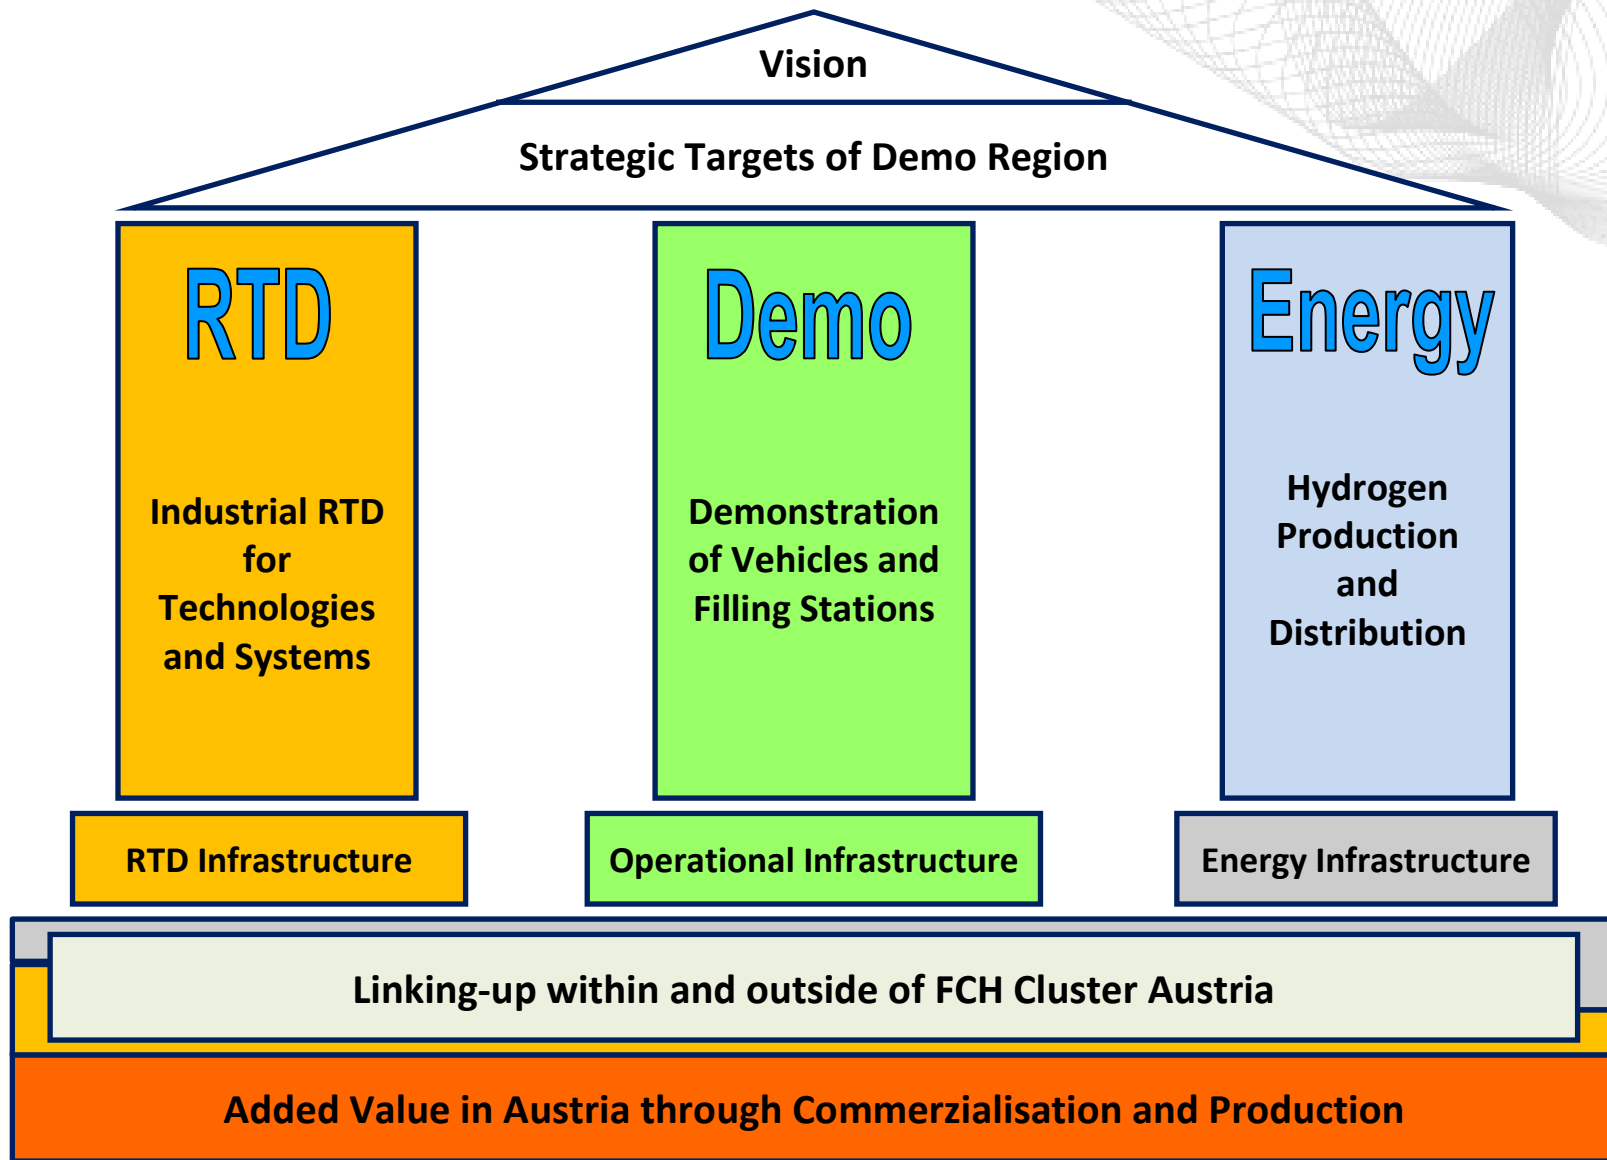 Vision
Strategic Targets of Demo Region
RTD
Industrial RTD
for
Technologies
and Systems
Demo
Demonstration
of Vehicles and
Filling Stations
Energy
Hydrogen
Production
and
Distribution
RTD Infrastructure
Operational Infrastructure
Energy Infrastructure
Linking-up within and outside of FCH Cluster Austria
Added Value in Austria through Commerzialisation and Production